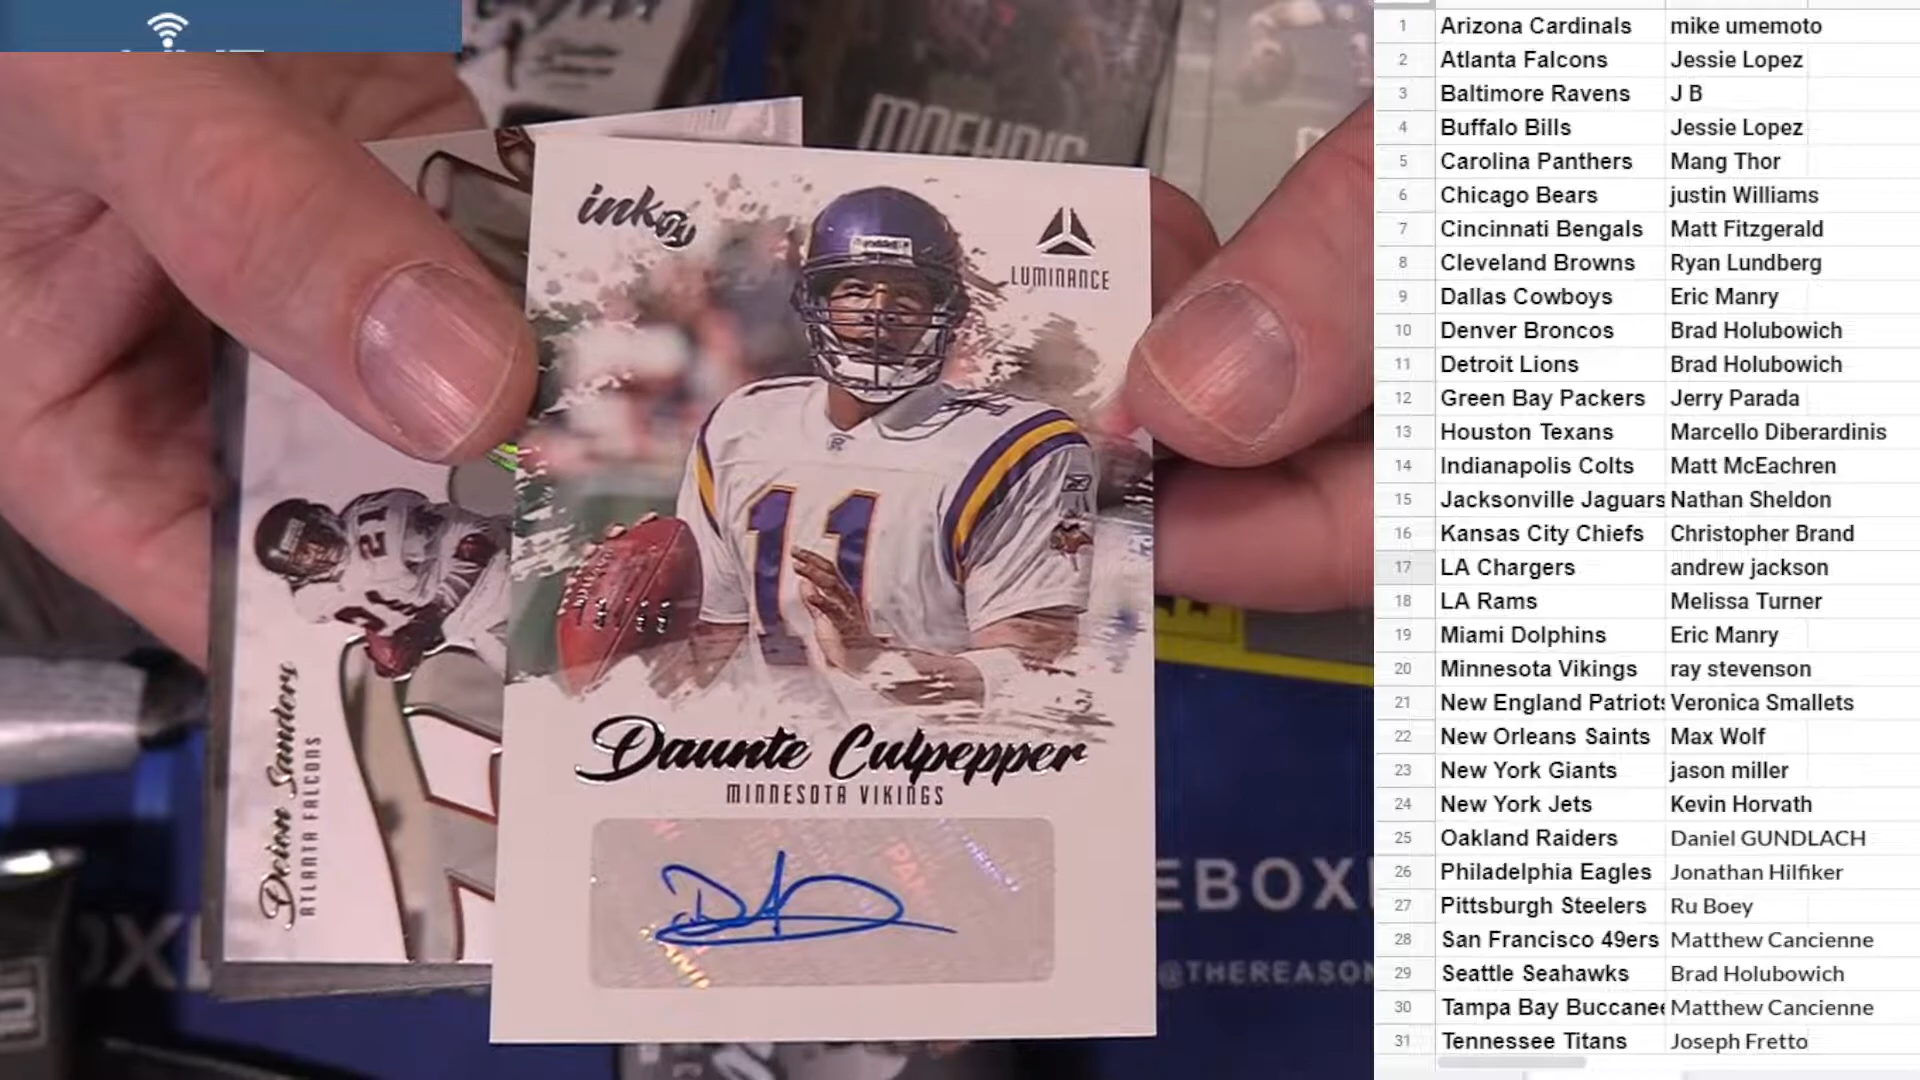 inky
LUMINANCE
Riddell
11
21
Daunte Culpepper
MINNESOTA VIKINGS
Deion Sanders
ATLANTA FALCONS
EBOX
@THEREASON
1 Arizona Cardinals mike umemoto
2 Atlanta Falcons Jessie Lopez
3 Baltimore Ravens J B
4 Buffalo Bills Jessie Lopez
5 Carolina Panthers Mang Thor
6 Chicago Bears justin Williams
7 Cincinnati Bengals Matt Fitzgerald
8 Cleveland Browns Ryan Lundberg
9 Dallas Cowboys Eric Manry
10 Denver Broncos Brad Holubowich
11 Detroit Lions Brad Holubowich
12 Green Bay Packers Jerry Parada
13 Houston Texans Marcello Diberardinis
14 Indianapolis Colts Matt McEachren
15 Jacksonville Jaguars Nathan Sheldon
16 Kansas City Chiefs Christopher Brand
17 LA Chargers andrew jackson
18 LA Rams Melissa Turner
19 Miami Dolphins Eric Manry
20 Minnesota Vikings ray stevenson
21 New England Patriots Veronica Smallets
22 New Orleans Saints Max Wolf
23 New York Giants jason miller
24 New York Jets Kevin Horvath
25 Oakland Raiders Daniel GUNDLACH
26 Philadelphia Eagles Jonathan Hilfiker
27 Pittsburgh Steelers Ru Boey
28 San Francisco 49ers Matthew Cancienne
29 Seattle Seahawks Brad Holubowich
30 Tampa Bay Buccanee Matthew Cancienne
31 Tennessee Titans Joseph Fretto